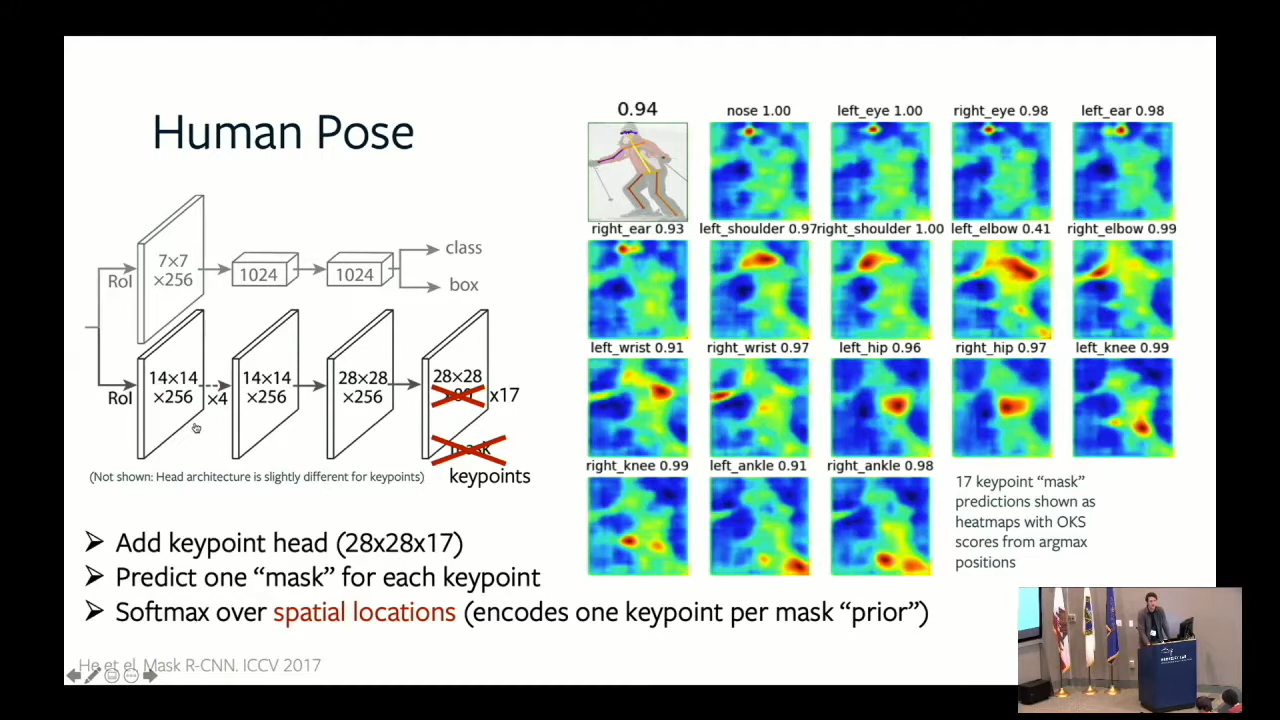 Human Pose
7×7
×256
RoI
1024
1024
class
box
14×14
×256
RoI
×4
14×14
×256
28×28
×256
28×28
x17
keypoints
(Not shown: Head architecture is slightly different for keypoints)
0.94
nose 1.00
left_eye 1.00
right_eye 0.98
left_ear 0.98
right_ear 0.93
left_shoulder 0.97
right_shoulder 1.00
left_elbow 0.41
right_elbow 0.99
left_wrist 0.91
right_wrist 0.97
left_hip 0.96
right_hip 0.97
left_knee 0.99
right_knee 0.99
left_ankle 0.91
right_ankle 0.98
17 keypoint “mask”
predictions shown as
heatmaps with OKS
scores from argmax
positions
➢ Add keypoint head (28x28x17)
➢ Predict one “mask” for each keypoint
➢ Softmax over spatial locations (encodes one keypoint per mask “prior”)
He et el. Mask R-CNN. ICCV 2017